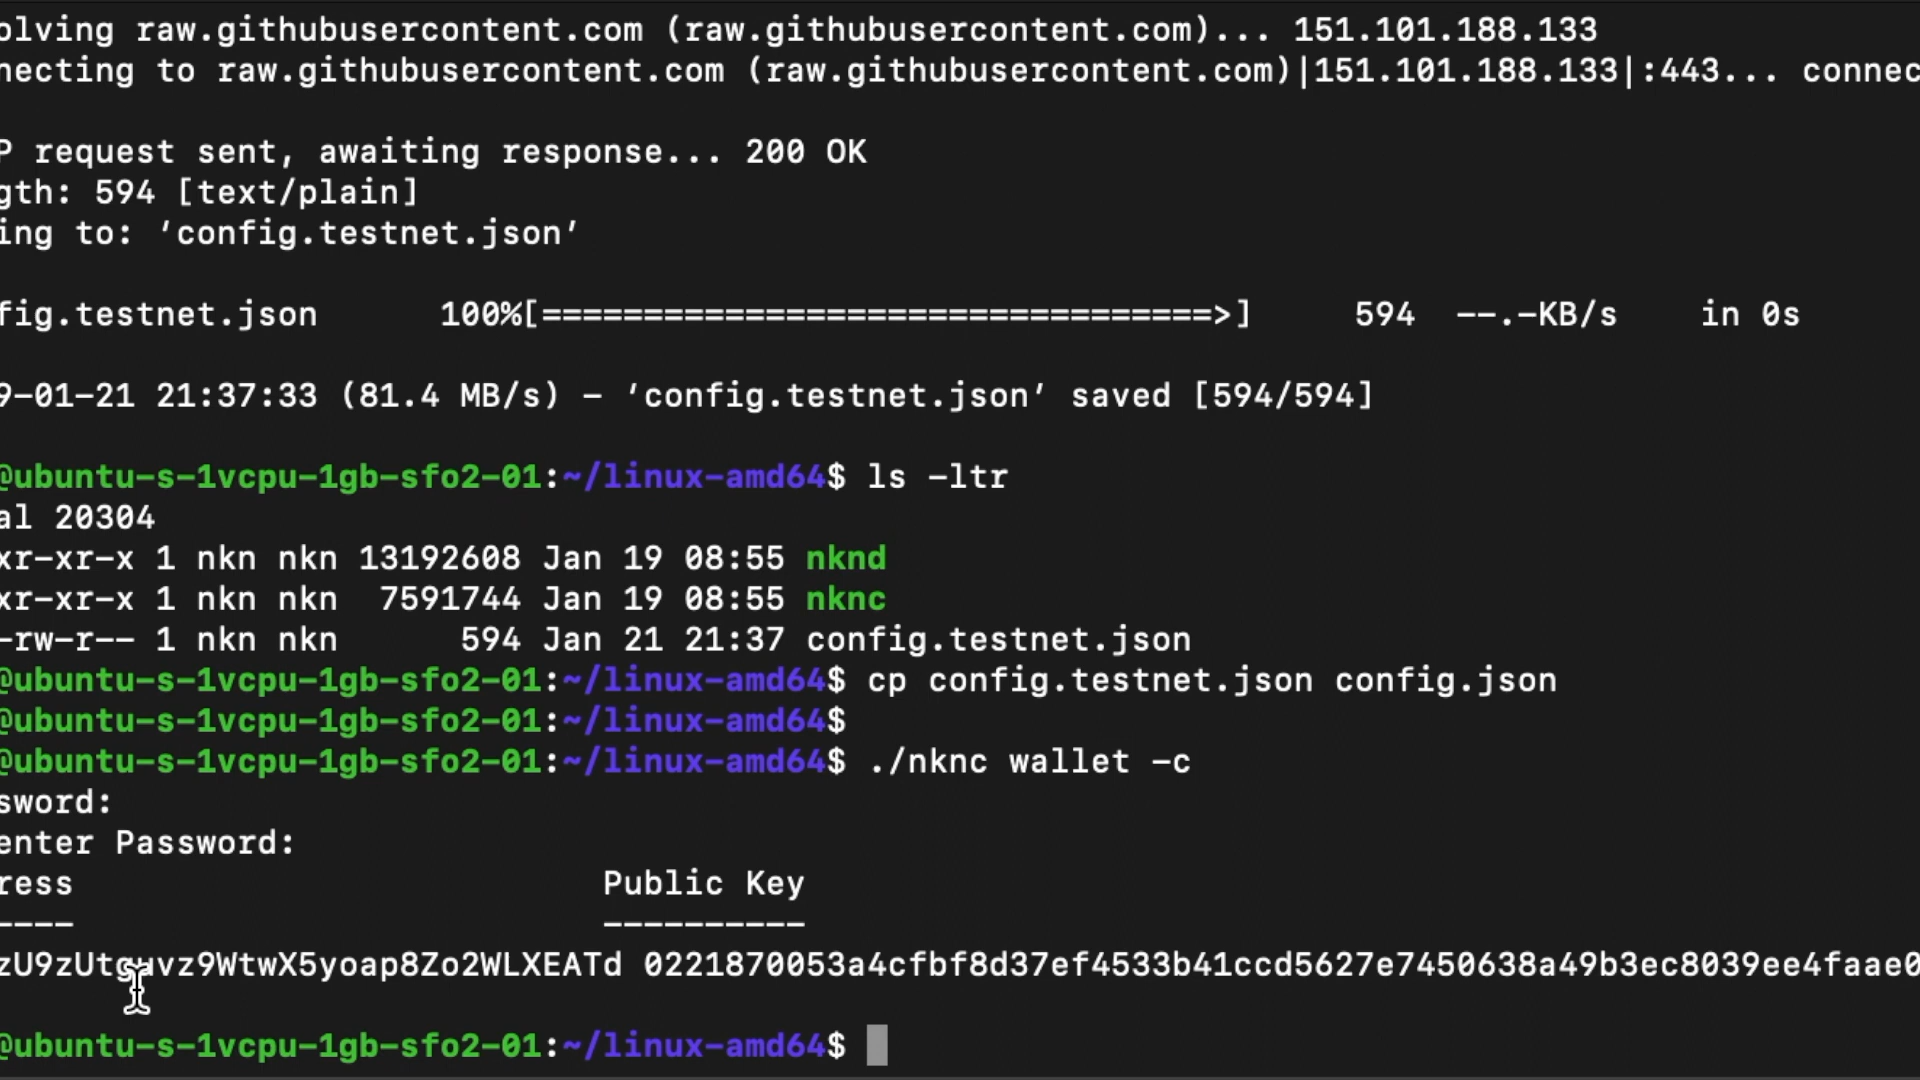 olving raw.githubusercontent.com (raw.githubusercontent.com)... 151.101.188.133
necting to raw.githubusercontent.com (raw.githubusercontent.com)|151.101.188.133|:443... connec
P request sent, awaiting response... 200 OK
gth: 594 [text/plain]
ing to: ‘config.testnet.json’
fig.testnet.json 100%[=================================>] 594 --.-KB/s in 0s
9-01-21 21:37:33 (81.4 MB/s) - ‘config.testnet.json’ saved [594/594]
@ubuntu-s-1vcpu-1gb-sfo2-01:~/linux-amd64$ ls -ltr
al 20304
xr-xr-x 1 nkn nkn 13192608 Jan 19 08:55 nknd
xr-xr-x 1 nkn nkn 7591744 Jan 19 08:55 nknc
-rw-r-- 1 nkn nkn 594 Jan 21 21:37 config.testnet.json
@ubuntu-s-1vcpu-1gb-sfo2-01:~/linux-amd64$ cp config.testnet.json config.json
@ubuntu-s-1vcpu-1gb-sfo2-01:~/linux-amd64$
@ubuntu-s-1vcpu-1gb-sfo2-01:~/linux-amd64$ ./nknc wallet -c
sword:
enter Password:
ress Public Key
---- ----------
zU9zUtguvz9WtwX5yoap8Zo2WLXEATd 0221870053a4cfbf8d37ef4533b41ccd5627e7450638a49b3ec8039ee4faae0
@ubuntu-s-1vcpu-1gb-sfo2-01:~/linux-amd64$